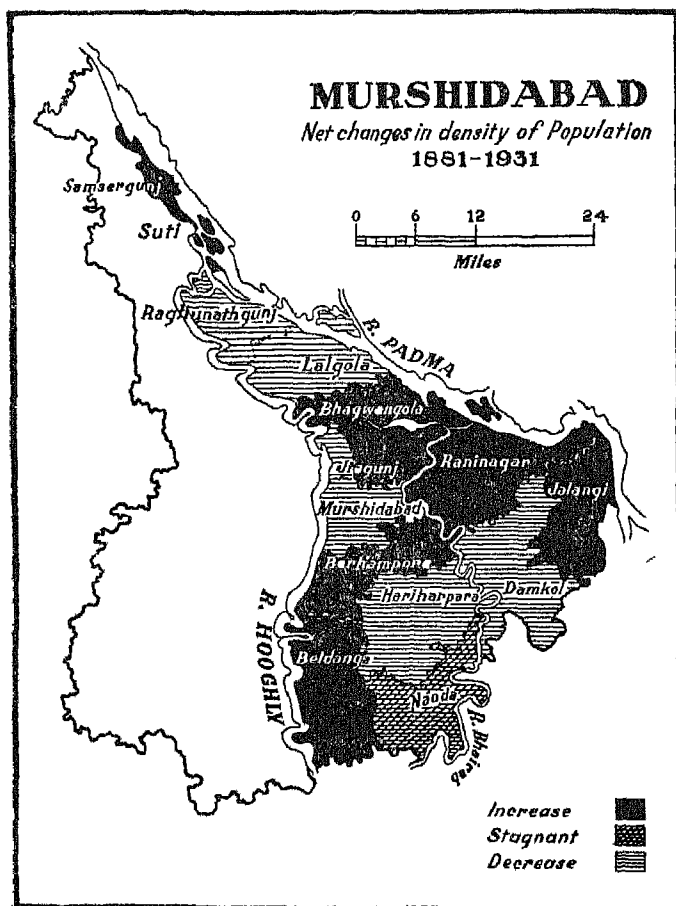 MURSHIDABAD
Net changes in density of Population
1881-1931
0 6 12 24
Miles
Samsergunj
Suti
Raghunathgunj
R. PADMA
Lalgola
Bhagwangola
Jiagunj
Raninagar
Jalangi
Murshidabad
Berhampore
Hariharpara
Damkol
R. HOOGHLY
Beldanga
Naoda
R. Bhairab
Increase
Stagnant
Decrease